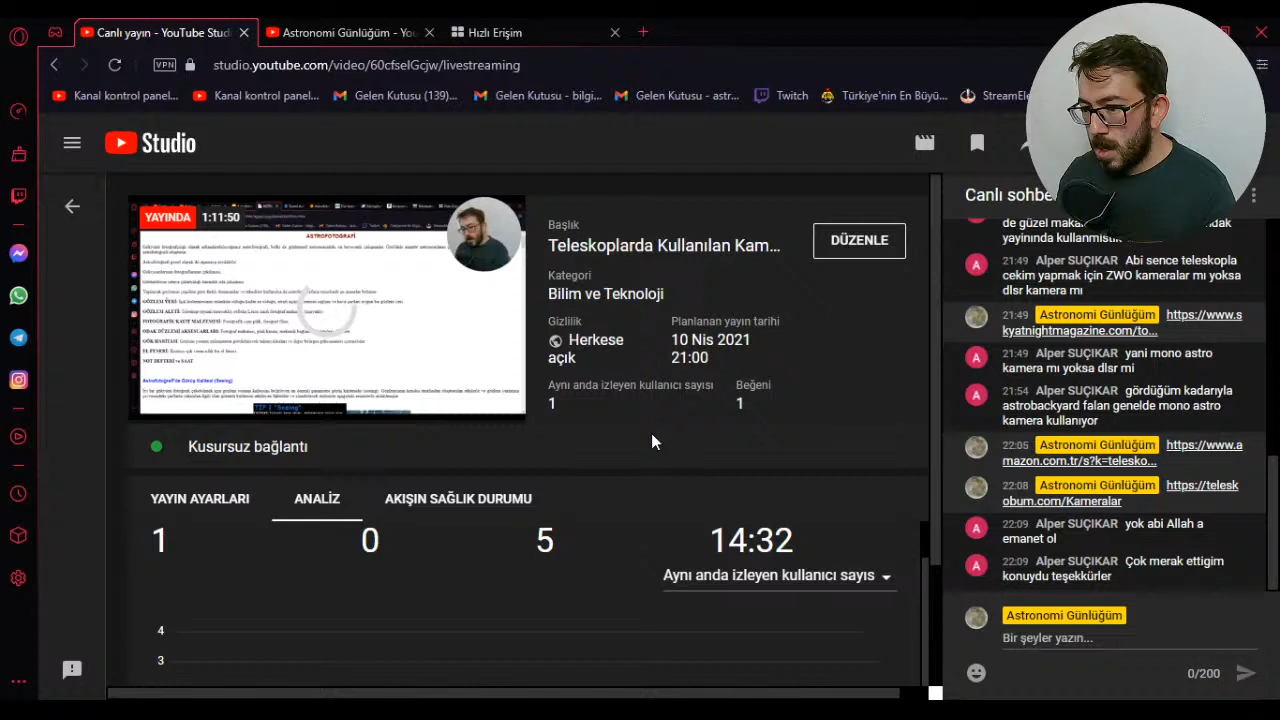 Canlı yayın - YouTube Studi
Astronomi Günlüğüm - You
Hızlı Erişim
VPN
studio.youtube.com/video/60cfselGcjw/livestreaming
Kanal kontrol panel...
Kanal kontrol panel...
Gelen Kutusu (139)...
Gelen Kutusu - bilgi...
Gelen Kutusu - astr...
Twitch
Türkiye'nin En Büyü...
StreamEle
Studio
YAYINDA
1:11:50
ASTROFOTOĞRAFİ
Başlık
Teleskoplarda Kullanılan Kam...
DÜZENLE
Kategori
Bilim ve Teknoloji
Gizlilik
Planlanan yayın tarihi
Herkese
açık
10 Nis 2021
21:00
Aynı anda izleyen kullanıcı sayısı
Beğeni
1
1
Kusursuz bağlantı
YAYIN AYARLARI
ANALİZ
AKIŞIN SAĞLIK DURUMU
1
0
5
14:32
Aynı anda izleyen kullanıcı sayıs
4
3
Canlı sohbe
21:49 Alper SUÇIKAR Abi sence teleskopla
cekim yapmak için ZWO kameralar mı yoksa
dlsr kamera mı
21:49 Astronomi Günlüğüm https://www.s
kyatnightmagazine.com/to...
21:49 Alper SUÇIKAR yani mono astro
kamera mı yoksa dlsr mi
21:54 Alper SUÇIKAR gördüğüm kadarıyla
astrobackyard falan genelde mono astro
kamera kullanıyor
22:05 Astronomi Günlüğüm https://www.a
mazon.com.tr/s?k=telesko...
22:08 Astronomi Günlüğüm https://telesk
obum.com/Kameralar
22:09 Alper SUÇIKAR yok abi Allah a
emanet ol
22:09 Alper SUÇIKAR Çok merak ettigim
konuydu teşekkürler
Astronomi Günlüğüm
Bir şeyler yazın...
0/200